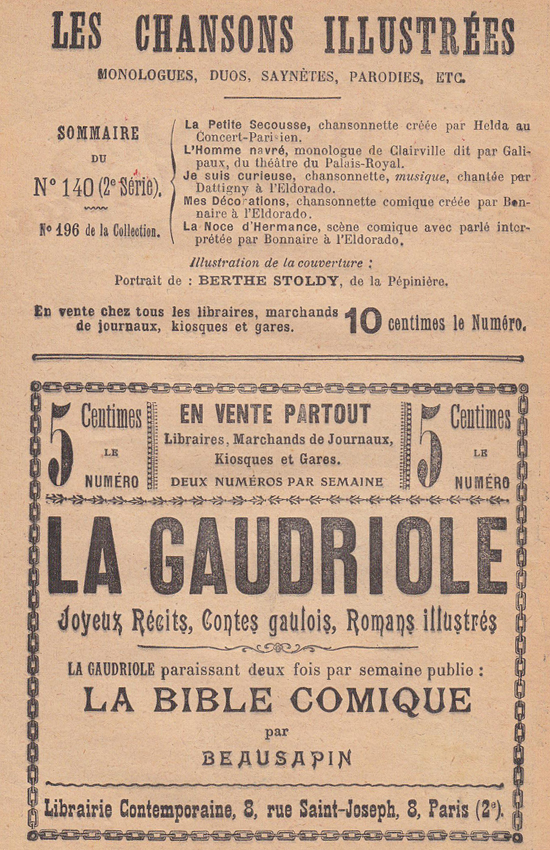 LES CHANSONS ILLUSTRÉES
MONOLOGUES, DUOS, SAYNÈTES, PARODIES, ETC.
SOMMAIRE
DU
N° 140 (2e Série).
N° 196 de la Collection.
La Petite Secousse, chansonnette créée par Helda au
Concert-Parisien.
L'Homme navré, monologue de Clairville dit par Gali-
paux, du théâtre du Palais-Royal.
Je suis curieuse, chansonnette, musique, chantée par
Dattigny à l'Eldorado.
Mes Décorations, chansonnette comique créée par Bon-
naire à l'Eldorado.
La Noce d'Hermance, scène comique avec parlé inter-
prétée par Bonnaire à l'Eldorado.
Illustration de la couverture :
Portrait de : BERTHE STOLDY, de la Pépinière.
En vente chez tous les libraires, marchands
de journaux, kiosques et gares.
10 centimes le Numéro.
5 Centimes
LE
NUMÉRO
EN VENTE PARTOUT
Libraires, Marchands de Journaux,
Kiosques et Gares.
DEUX NUMÉROS PAR SEMAINE
5 Centimes
LE
NUMÉRO
LA GAUDRIOLE
Joyeux Récits, Contes gaulois, Romans illustrés
LA GAUDRIOLE paraissant deux fois par semaine publie :
LA BIBLE COMIQUE
par
BEAUSAPIN
Librairie Contemporaine, 8, rue Saint-Joseph, 8, Paris (2e).